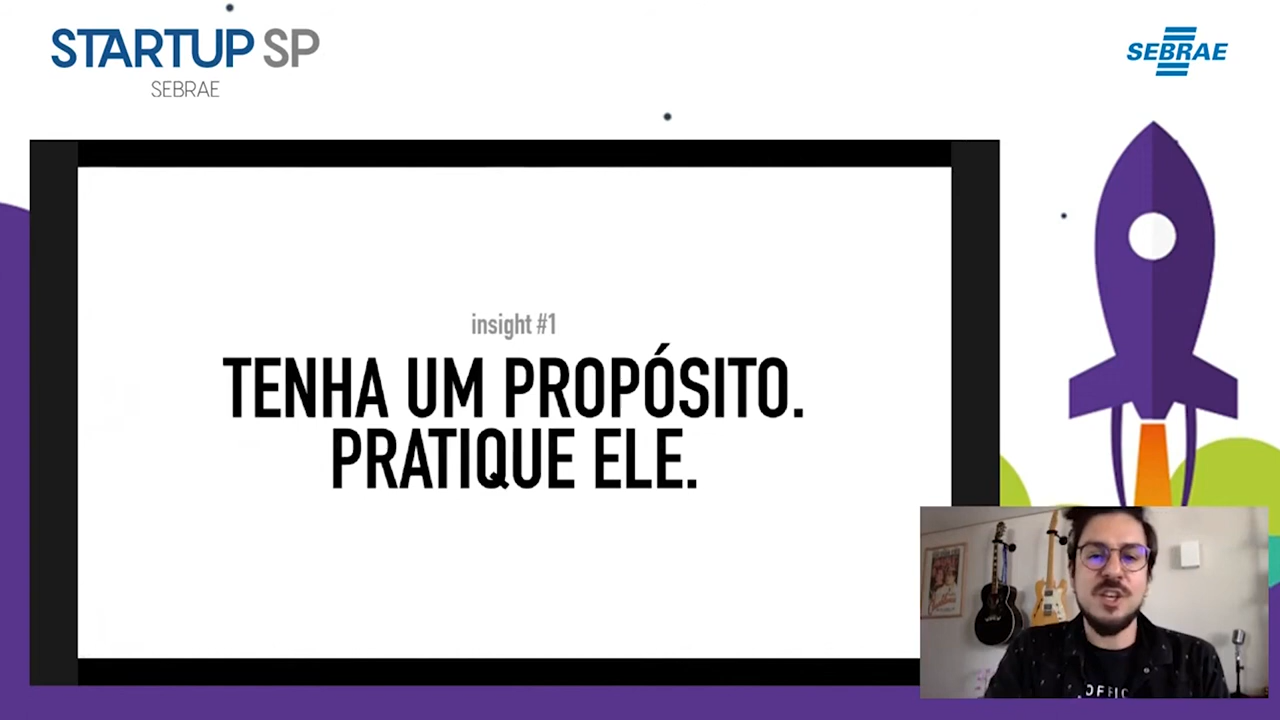 STARTUP SP
SEBRAE
SEBRAE
insight #1
TENHA UM PROPÓSITO.
PRATIQUE ELE.